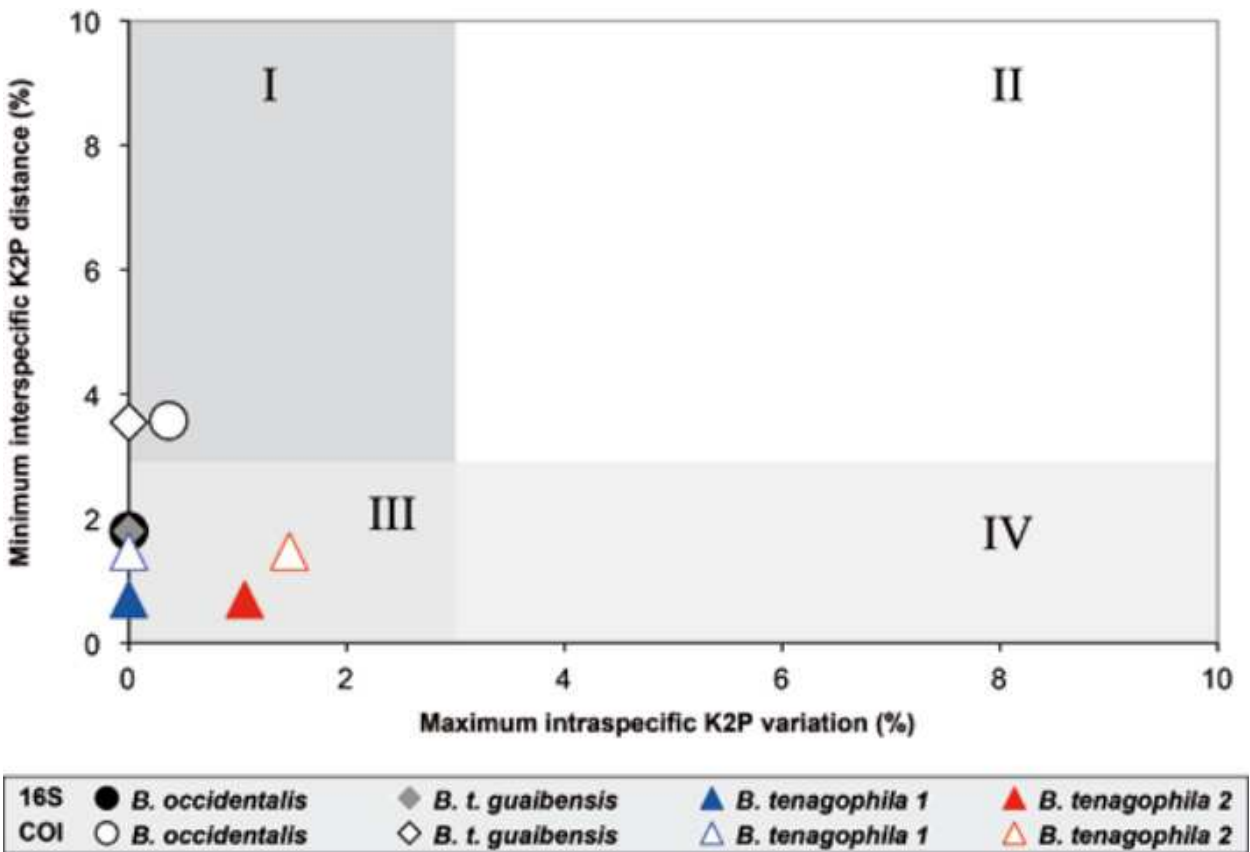 Minimum interspecific K2P distance (%)
10
8
6
4
2
0
I
II
III
IV
0 2 4 6 8 10
Maximum intraspecific K2P variation (%)
16S B. occidentalis B. t. guaibensis B. tenagophila 1 B. tenagophila 2
COI B. occidentalis B. t. guaibensis B. tenagophila 1 B. tenagophila 2